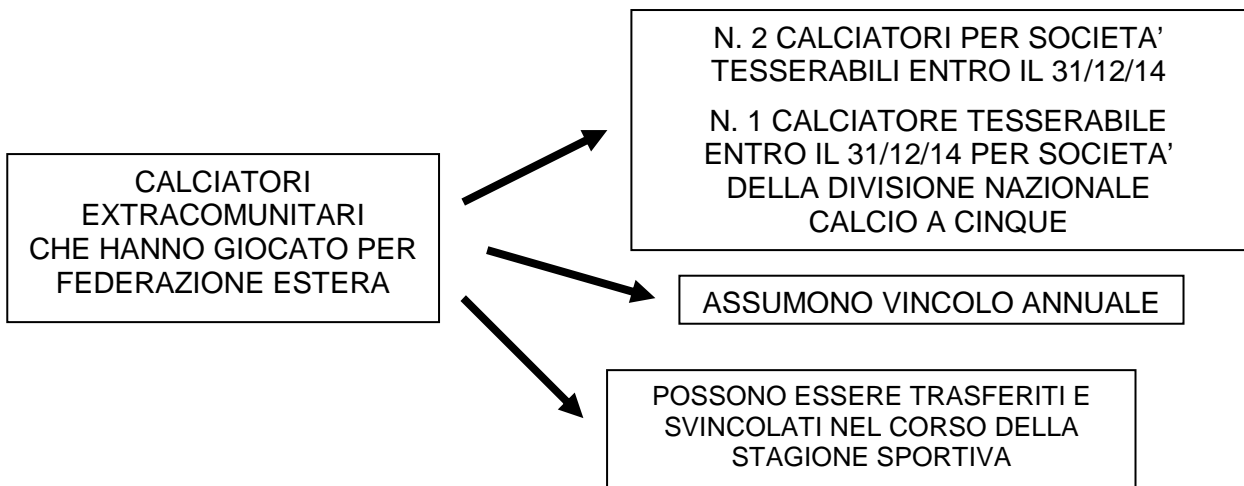 CALCIATORI
EXTRACOMUNITARI
CHE HANNO GIOCATO PER
FEDERAZIONE ESTERA
N. 2 CALCIATORI PER SOCIETA'
TESSERABILI ENTRO IL 31/12/14
N. 1 CALCIATORE TESSERABILE
ENTRO IL 31/12/14 PER SOCIETA'
DELLA DIVISIONE NAZIONALE
CALCIO A CINQUE
ASSUMONO VINCOLO ANNUALE
POSSONO ESSERE TRASFERITI E
SVINCOLATI NEL CORSO DELLA
STAGIONE SPORTIVA